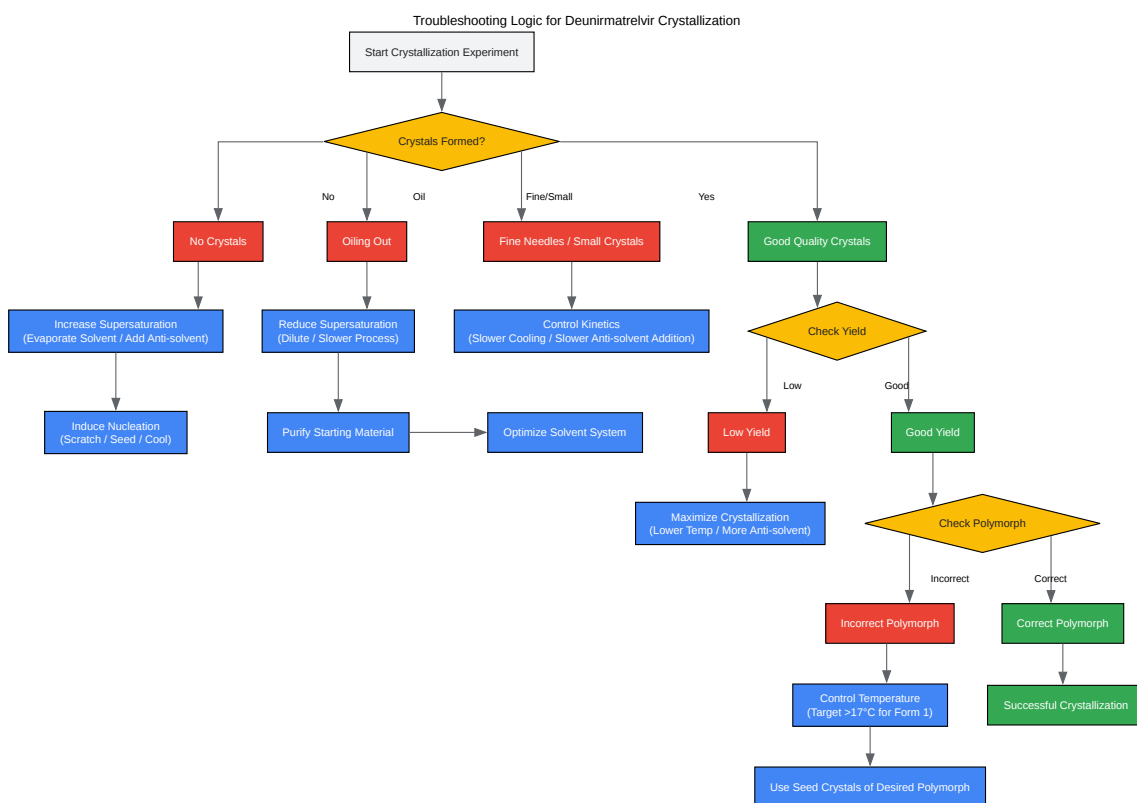 Troubleshooting Logic for Deunirmatrelvir Crystallization
Start Crystallization Experiment
Crystals Formed?
No
Oil
Fine/Small
Yes
No Crystals
Oiling Out
Fine Needles / Small Crystals
Good Quality Crystals
Increase Supersaturation
(Evaporate Solvent / Add Anti-solvent)
Reduce Supersaturation
(Dilute / Slower Process)
Control Kinetics
(Slower Cooling / Slower Anti-solvent Addition)
Check Yield
Low
Good
Induce Nucleation
(Scratch / Seed / Cool)
Purify Starting Material
Optimize Solvent System
Low Yield
Good Yield
Maximize Crystallization
(Lower Temp / More Anti-solvent)
Check Polymorph
Incorrect
Correct
Incorrect Polymorph
Correct Polymorph
Control Temperature
(Target >17°C for Form 1)
Successful Crystallization
Use Seed Crystals of Desired Polymorph